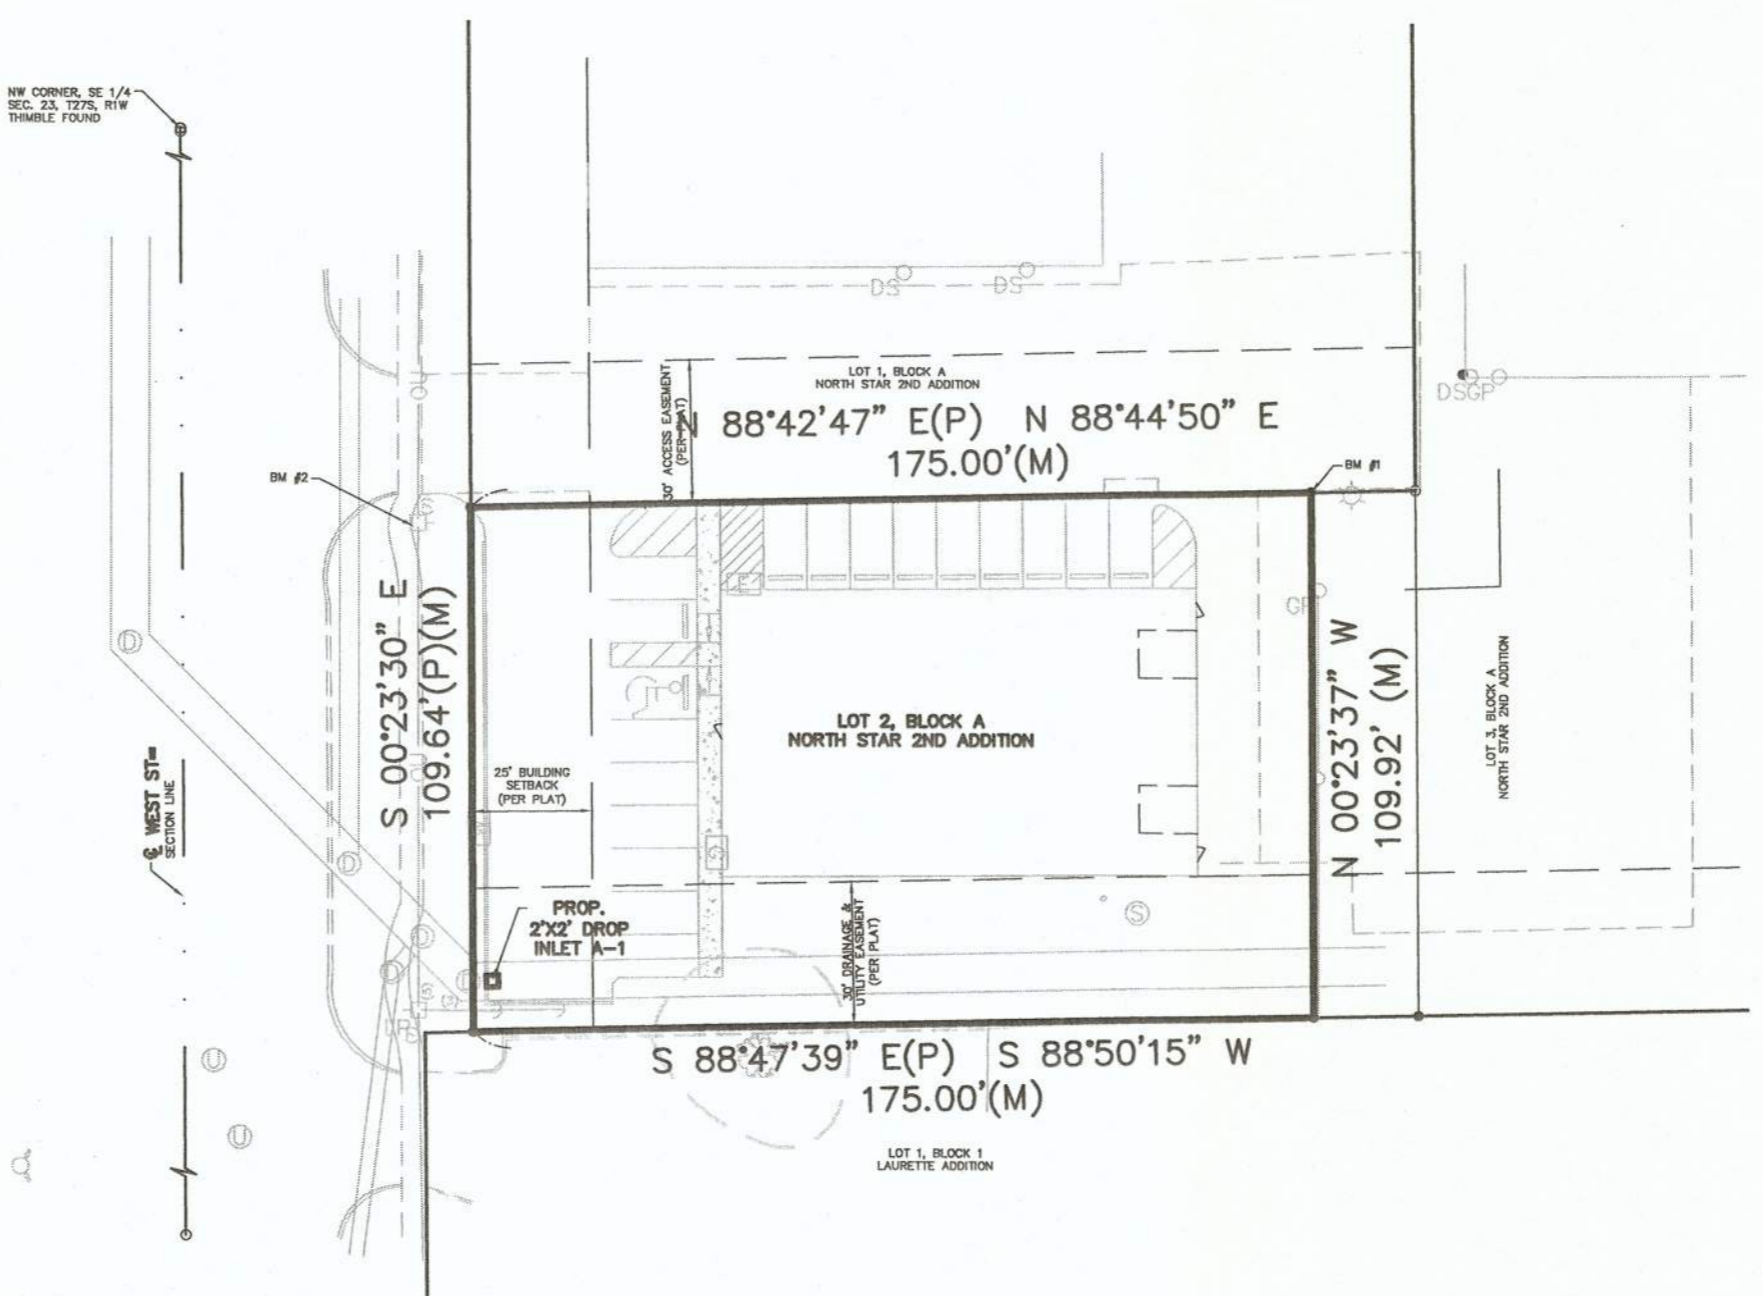 NW CORNER, SE 1/4
SEC. 23, T27S, R1W
THIMBLE FOUND
DS
DS
LOT 1, BLOCK A
NORTH STAR 2ND ADDITION
30' ACCESS EASEMENT
(PER PLAT)
N 88°42'47" E(P) N 88°44'50" E
175.00'(M)
DSGP
BM #2
BM #1
S 00°23'30" E
109.64'(P)(M)
GP
N 00°23'37" W
109.92' (M)
LOT 2, BLOCK A
NORTH STAR 2ND ADDITION
LOT 3, BLOCK A
NORTH STAR 2ND ADDITION
25' BUILDING
SETBACK
(PER PLAT)
℄ WEST ST=
SECTION LINE
D
D
PROP.
2'X2' DROP
INLET A-1
30' DRAINAGE &
UTILITY EASEMENT
(PER PLAT)
S
D
D
U
U
S 88°47'39" E(P) S 88°50'15" W
175.00'(M)
LOT 1, BLOCK 1
LAURETTE ADDITION